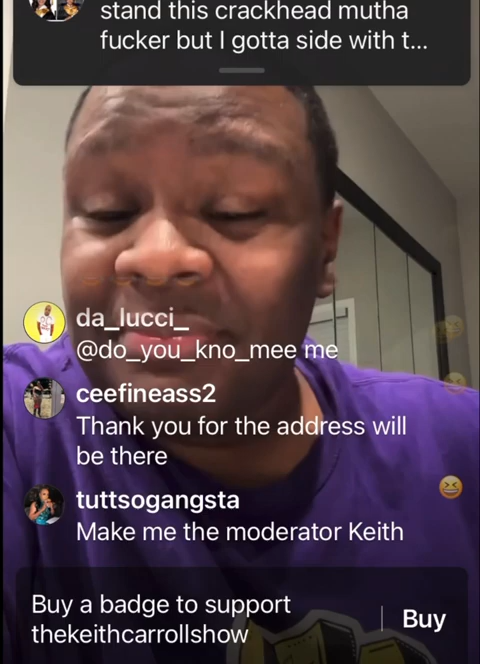 stand this crackhead mutha
fucker but I gotta side with t...
da_lucci_
@do_you_kno_mee me
ceefineass2
Thank you for the address will
be there
tuttsogangsta
Make me the moderator Keith
Buy a badge to support
thekeithcarrollshow
Buy